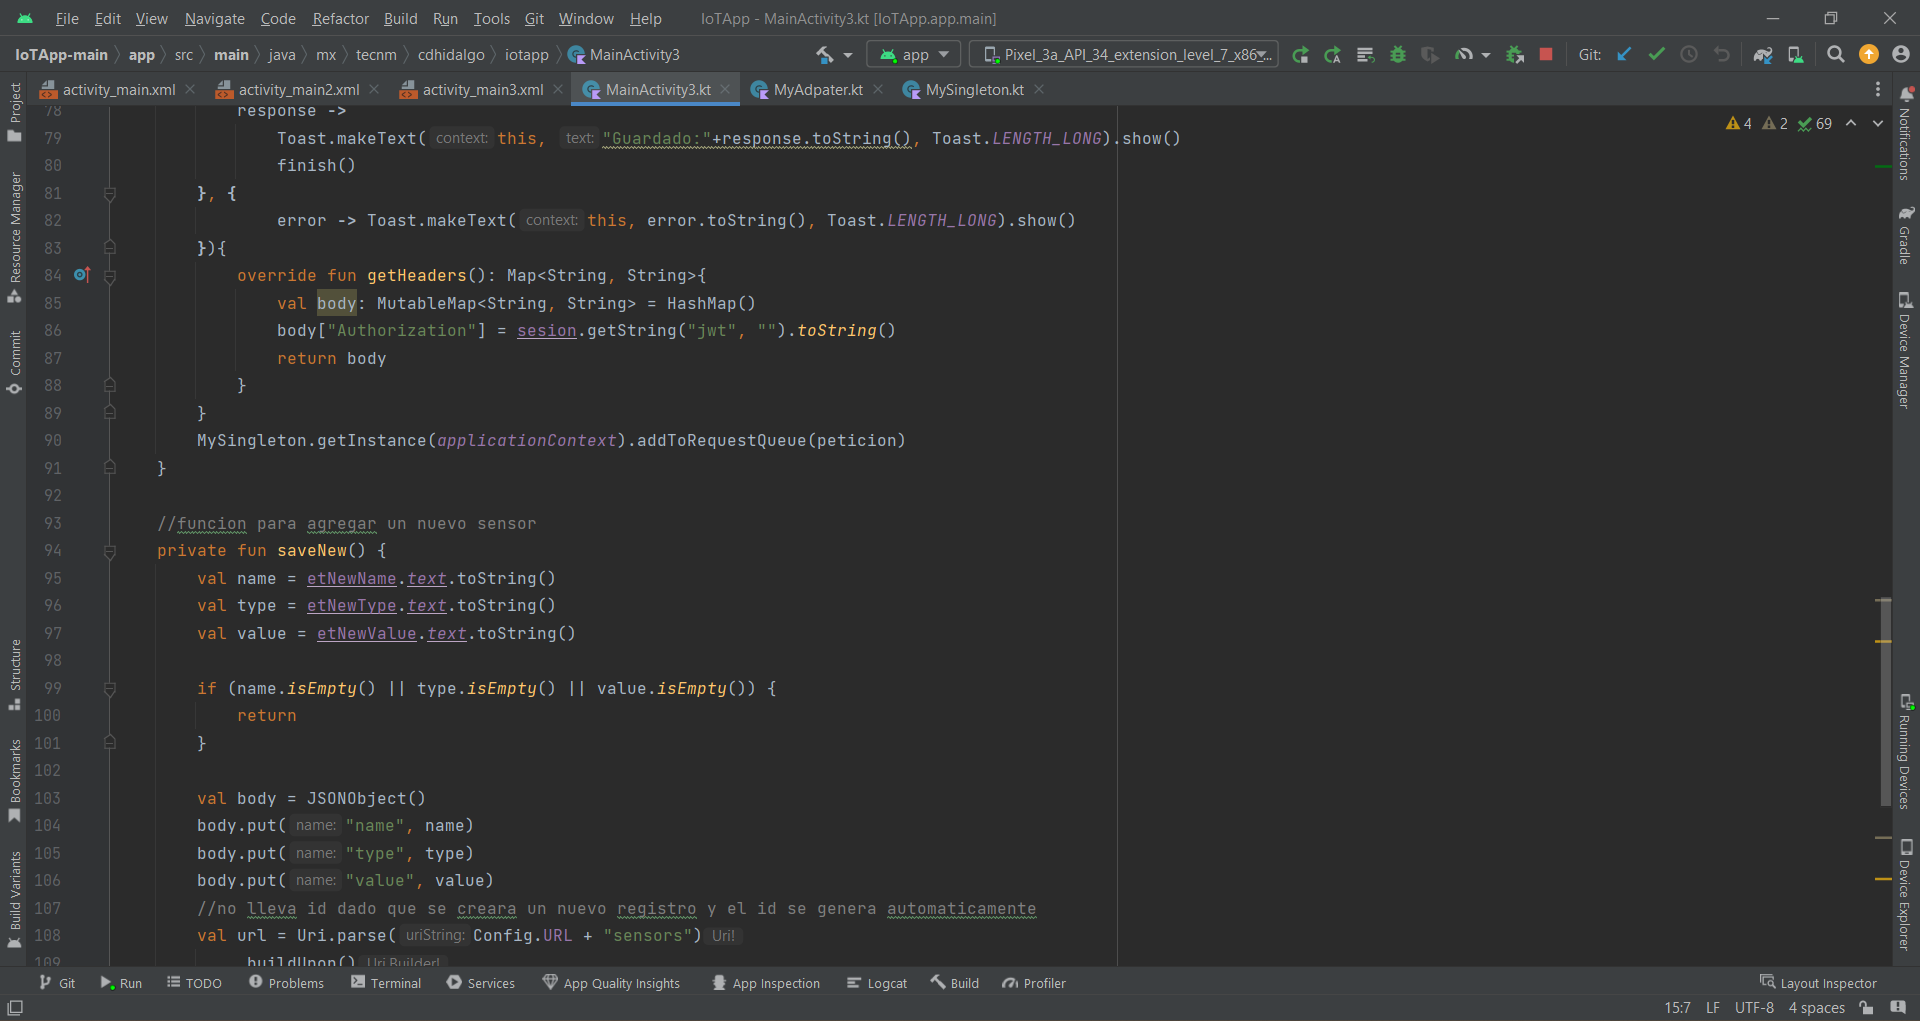 File Edit View Navigate Code Refactor Build Run Tools Git Window Help IoTApp - MainActivity3.kt [IoTApp.app.main]
IoTApp-main app src main java mx tecnm cdhidalgo iotapp MainActivity3 app Pixel_3a_API_34_extension_level_7_x86... Git:
activity_main.xml activity_main2.xml activity_main3.xml MainActivity3.kt MyAdpater.kt MySingleton.kt
4 2 69
78 response ->
79 Toast.makeText( context: this, text: "Guardado:"+response.toString(), Toast.LENGTH_LONG).show()
80 finish()
81 }, {
82 error -> Toast.makeText( context: this, error.toString(), Toast.LENGTH_LONG).show()
83 }){
84 override fun getHeaders(): Map<String, String>{
85 val body: MutableMap<String, String> = HashMap()
86 body["Authorization"] = sesion.getString("jwt", "").toString()
87 return body
88 }
89 }
90 MySingleton.getInstance(applicationContext).addToRequestQueue(peticion)
91 }
92
93 //funcion para agregar un nuevo sensor
94 private fun saveNew() {
95 val name = etNewName.text.toString()
96 val type = etNewType.text.toString()
97 val value = etNewValue.text.toString()
98
99 if (name.isEmpty() || type.isEmpty() || value.isEmpty()) {
100 return
101 }
102
103 val body = JSONObject()
104 body.put( name: "name", name)
105 body.put( name: "type", type)
106 body.put( name: "value", value)
107 //no lleva id dado que se creara un nuevo registro y el id se genera automaticamente
108 val url = Uri.parse( uriString: Config.URL + "sensors") Uri!
109 .buildUpon() Uri.Builder!
Project
Resource Manager
Commit
Structure
Bookmarks
Build Variants
Notifications
Gradle
Device Manager
Running Devices
Device Explorer
Git Run TODO Problems Terminal Services App Quality Insights App Inspection Logcat Build Profiler Layout Inspector
15:7 LF UTF-8 4 spaces